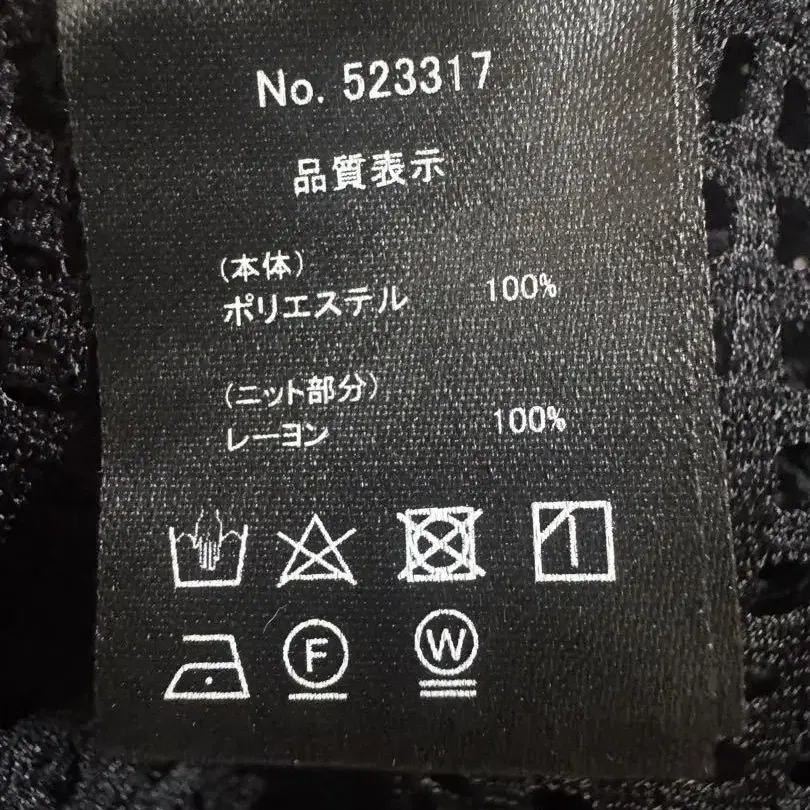 No. 523317
品質表示
(本体)
ポリエステル 100%
(ニット部分)
レーヨン 100%
F W